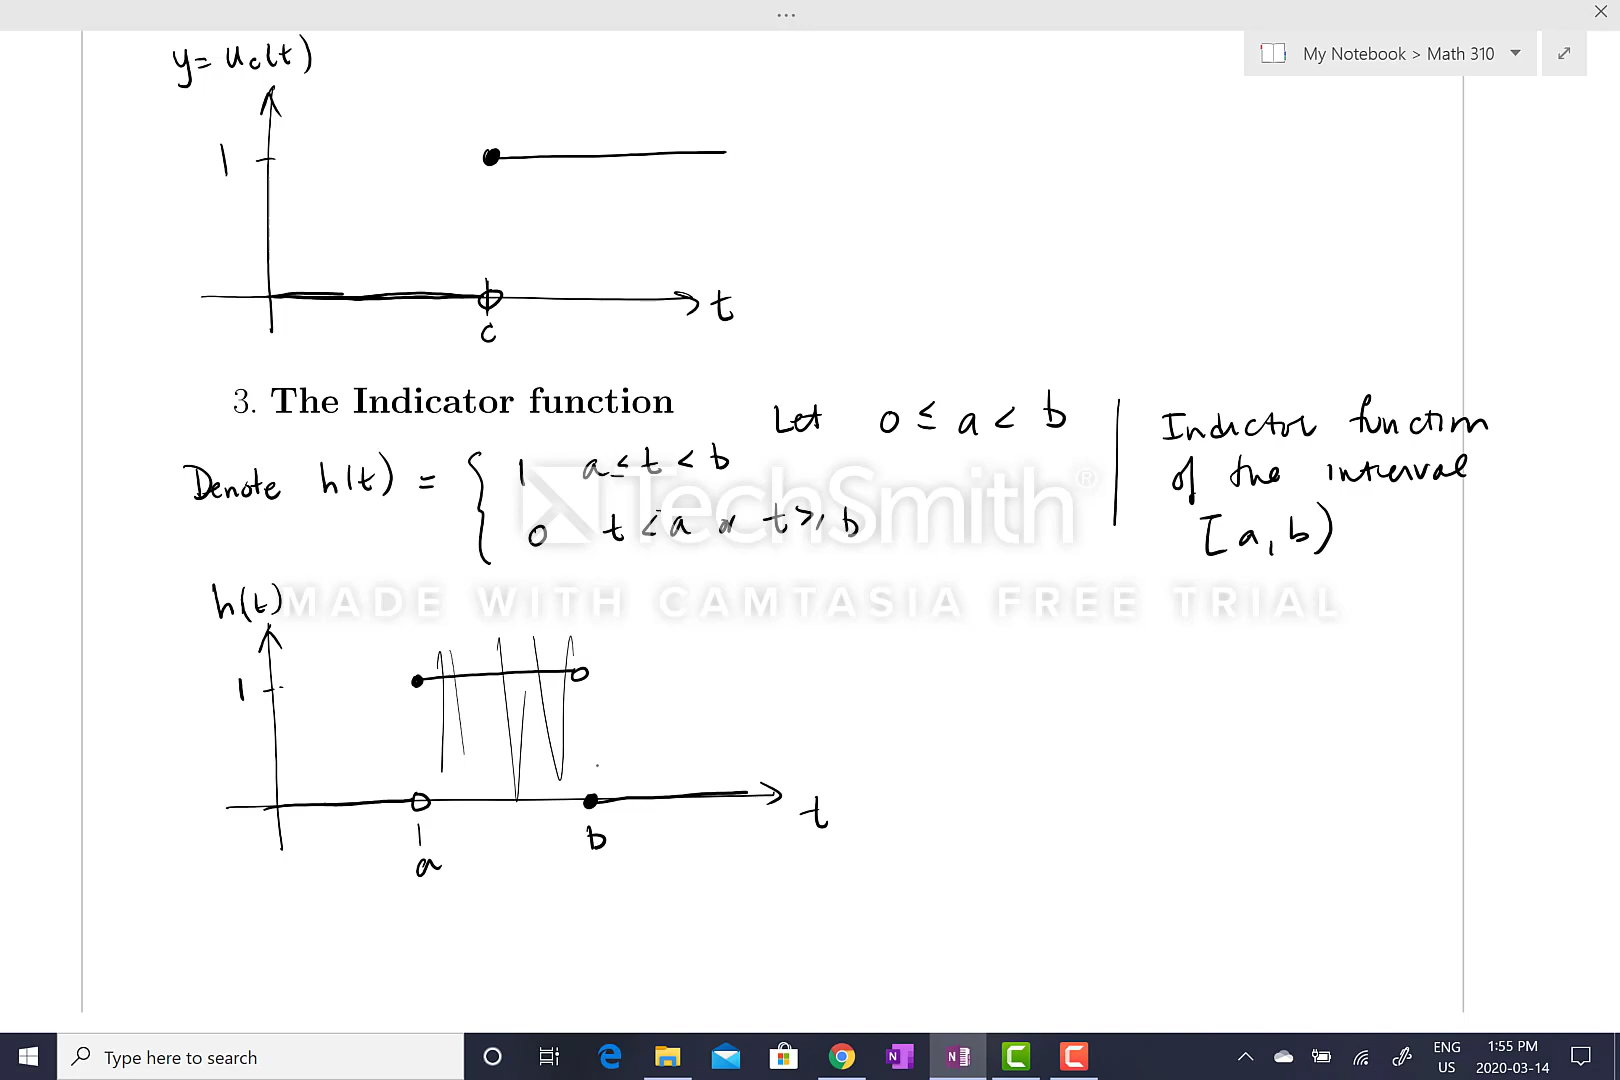 ...
My Notebook > Math 310
y = u_c(t)
1
c
t
3. The Indicator function
Let 0 ≤ a < b
Denote h(t) = { 1 a ≤ t < b
0 t < a or t ≥ b
Indictor function
of the interval
[a, b)
TechSmith®
MADE WITH CAMTASIA FREE TRIAL
h(t)
1
a
b
t
Type here to search
ENG
US
1:55 PM
2020-03-14